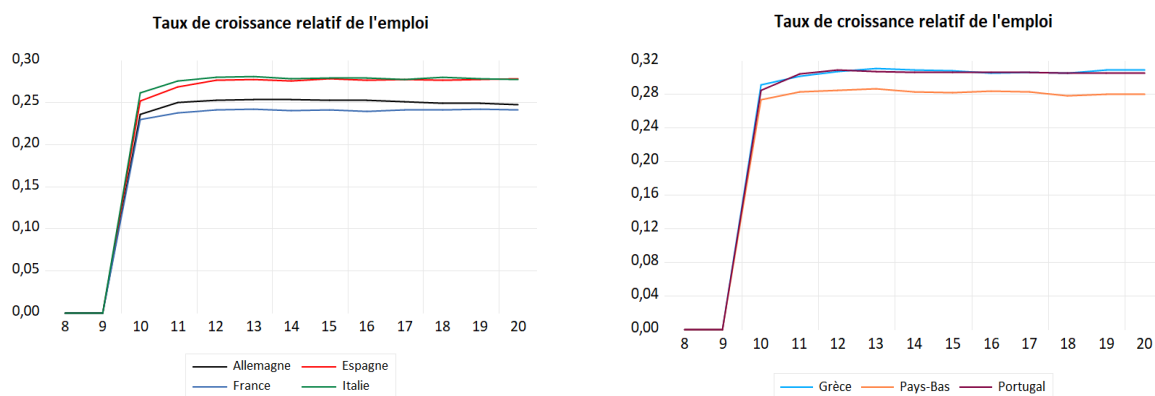 Taux de croissance relatif de l'emploi
0,30
0,25
0,20
0,15
0,10
0,05
0,00
8 9 10 11 12 13 14 15 16 17 18 19 20
Allemagne Espagne
France Italie
Taux de croissance relatif de l'emploi
0,32
0,28
0,24
0,20
0,16
0,12
0,08
0,04
0,00
8 9 10 11 12 13 14 15 16 17 18 19 20
Grèce Pays-Bas Portugal